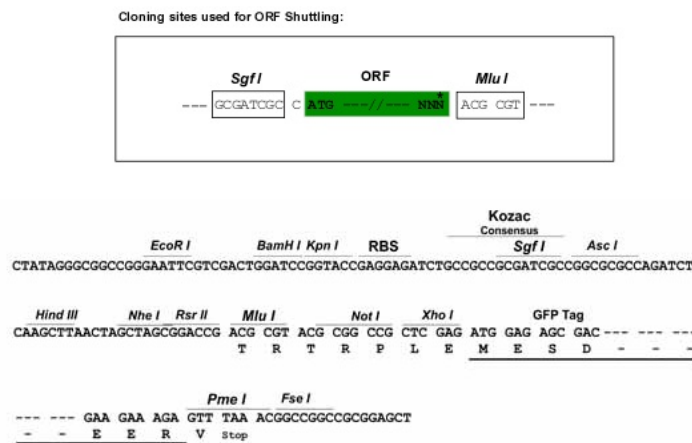 Cloning sites used for ORF Shuttling:
Sgf I ORF Mlu I
--- GCGATCGC C ATG ---//--- NNN* ACG CGT ---
Kozac
Consensus
EcoR I BamH I Kpn I RBS Sgf I Asc I
CTATAGGGCGGCCGGGAATTCGTCGACTGGATCCGGTACCGAGGAGATCTGCCGCCGCGATCGCCGGCGCGCCAGATCT
Hind III Nhe I Rsr II Mlu I Not I Xho I GFP Tag
CAAGCTTAACTAGCTAGCGGACCG ACG CGT ACG CGG CCG CTC GAG ATG GAG AGC GAC--- --- ---
T R T R P L E M E S D - - -
Pme I Fse I
--- --- GAA GAA AGA GTT TAA ACGGCCGGCCGCGGAGCT
- - E E R V Stop